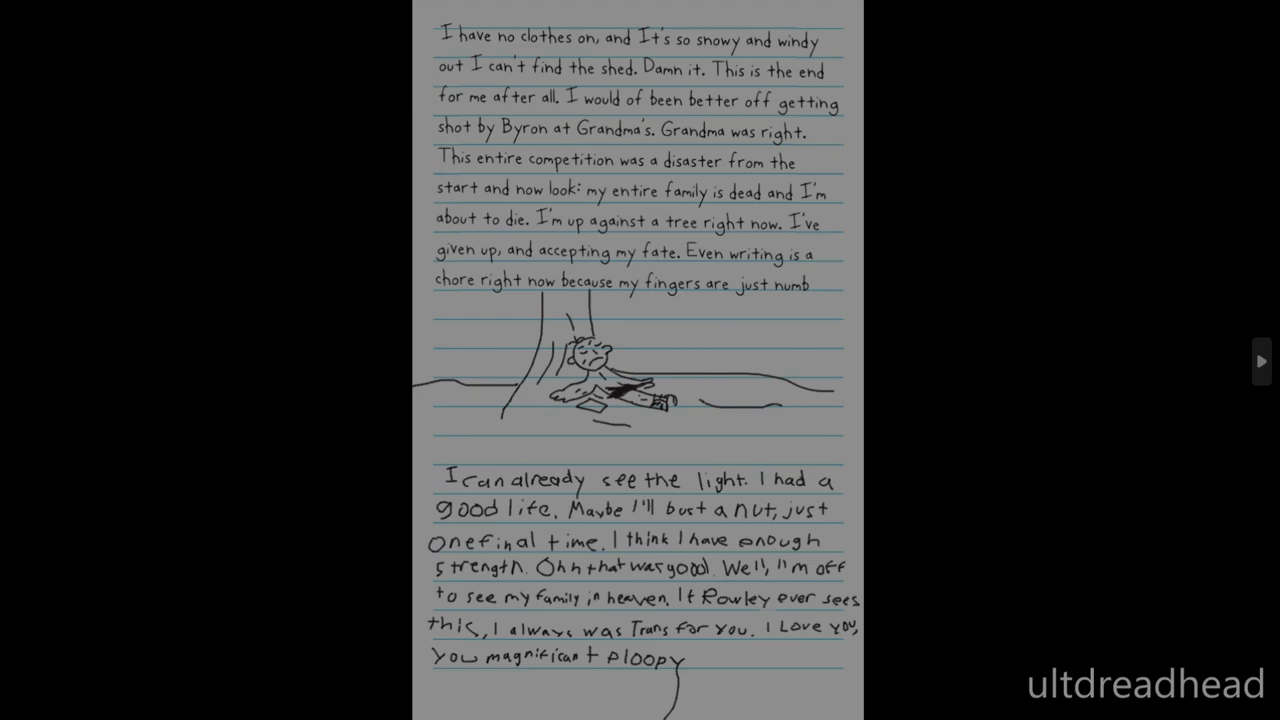 I have no clothes on, and It's so snowy and windy
out I can't find the shed. Damn it. This is the end
for me after all. I would of been better off getting
shot by Byron at Grandma's. Grandma was right.
This entire competition was a disaster from the
start and now look: my entire family is dead and I'm
about to die. I'm up against a tree right now. I've
given up, and accepting my fate. Even writing is a
chore right now because my fingers are just numb
I can already see the light. I had a
good life. Maybe I'll bust a nut, just
one final time. I think I have enough
strength. Ohh that was good. Well, I'm off
to see my family in heaven. If Rowley ever sees
this, I always was Trans for you. I Love you,
you magnificant ploopy
ultdreadhead